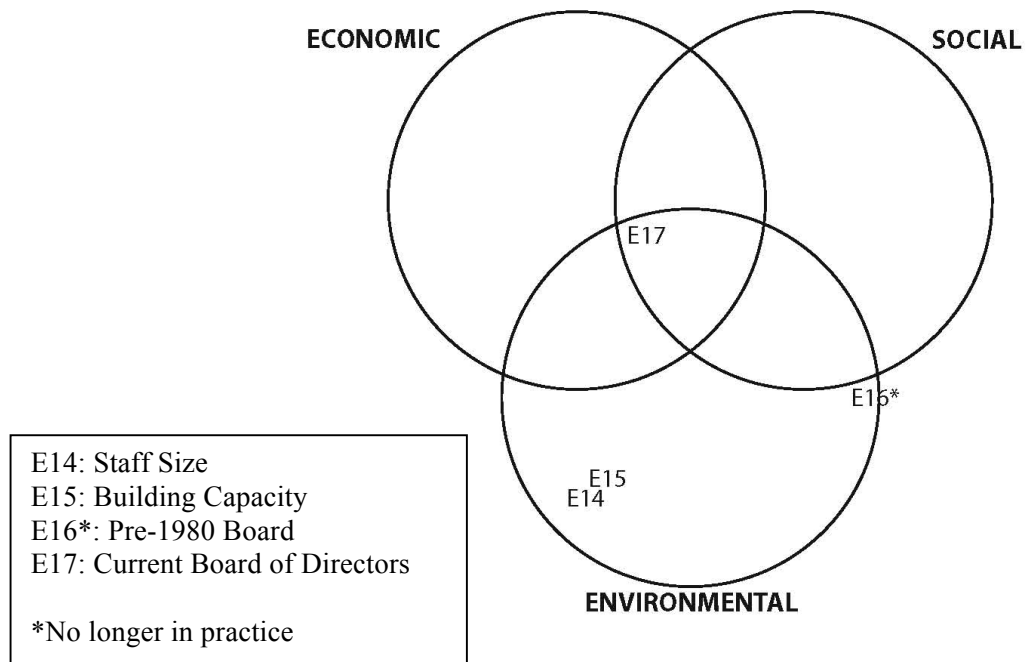 ECONOMIC
SOCIAL
E17
E16*
E15
E14
ENVIRONMENTAL
E14: Staff Size
E15: Building Capacity
E16*: Pre-1980 Board
E17: Current Board of Directors
*No longer in practice